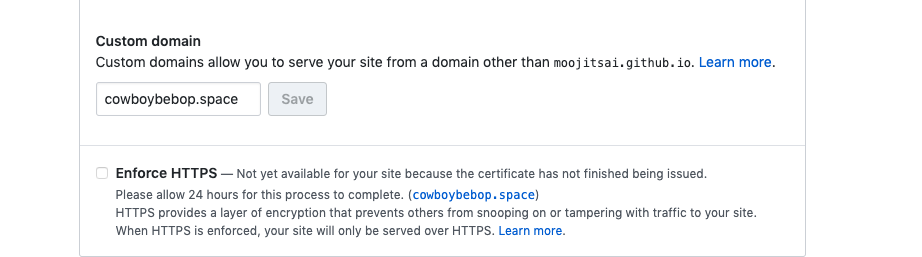 Custom domain
Custom domains allow you to serve your site from a domain other than moojitsai.github.io. Learn more.
cowboybebop.space Save
Enforce HTTPS — Not yet available for your site because the certificate has not finished being issued.
Please allow 24 hours for this process to complete. (cowboybebop.space)
HTTPS provides a layer of encryption that prevents others from snooping on or tampering with traffic to your site.
When HTTPS is enforced, your site will only be served over HTTPS. Learn more.